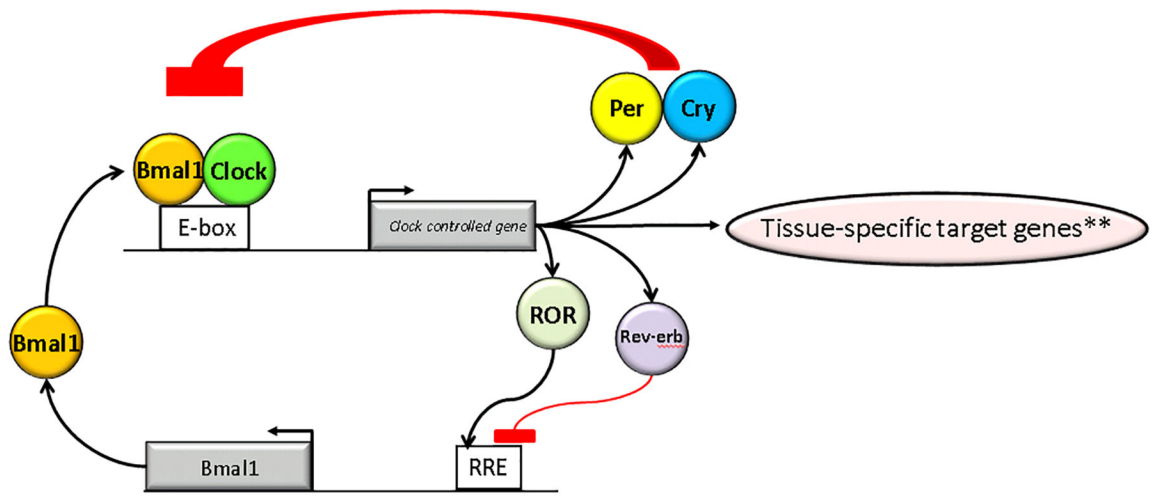 Per
Cry
Bmal1
Clock
E-box
Clock controlled gene
Tissue-specific target genes**
ROR
Rev-erb
Bmal1
Bmal1
RRE